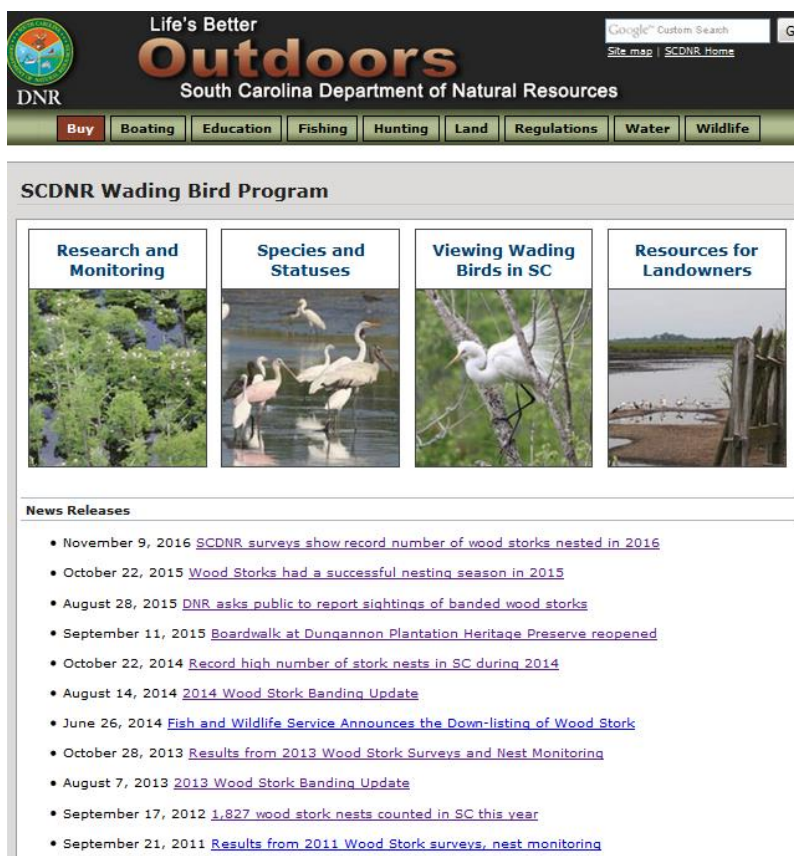 Life's Better
Outdoors
South Carolina Department of Natural Resources
DNR
Google™ Custom Search
G
Site map | SCDNR Home
Buy Boating Education Fishing Hunting Land Regulations Water Wildlife
SCDNR Wading Bird Program
Research and
Monitoring
Species and
Statuses
Viewing Wading
Birds in SC
Resources for
Landowners
News Releases
• November 9, 2016 SCDNR surveys show record number of wood storks nested in 2016
• October 22, 2015 Wood Storks had a successful nesting season in 2015
• August 28, 2015 DNR asks public to report sightings of banded wood storks
• September 11, 2015 Boardwalk at Dungannon Plantation Heritage Preserve reopened
• October 22, 2014 Record high number of stork nests in SC during 2014
• August 14, 2014 2014 Wood Stork Banding Update
• June 26, 2014 Fish and Wildlife Service Announces the Down-listing of Wood Stork
• October 28, 2013 Results from 2013 Wood Stork Surveys and Nest Monitoring
• August 7, 2013 2013 Wood Stork Banding Update
• September 17, 2012 1,827 wood stork nests counted in SC this year
• September 21, 2011 Results from 2011 Wood Stork surveys, nest monitoring